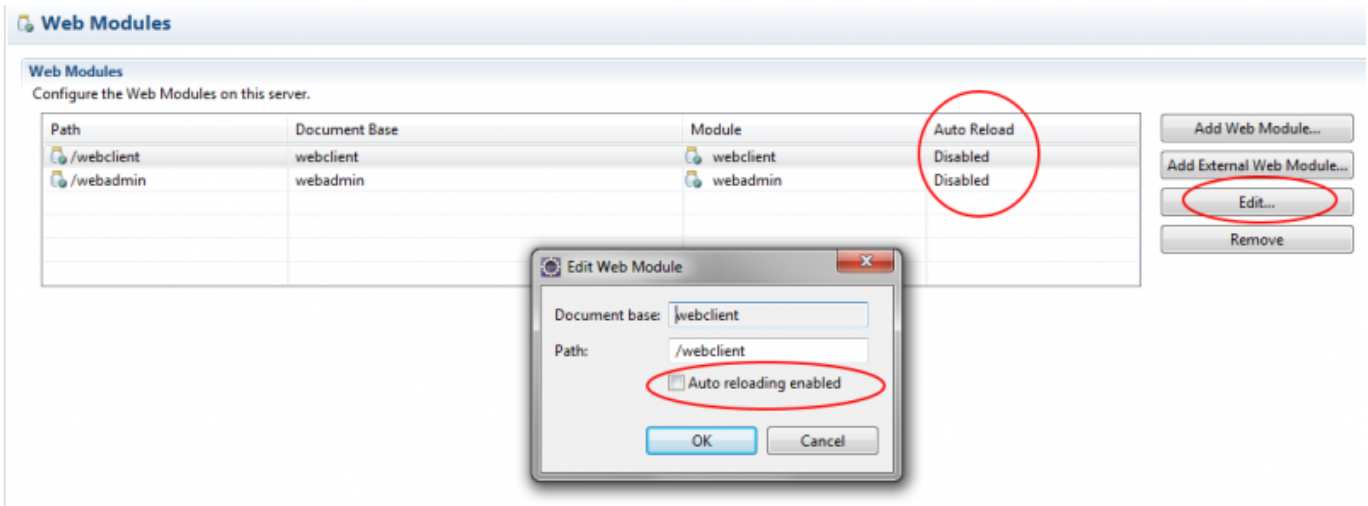 Web Modules
Web Modules
Configure the Web Modules on this server.
Path Document Base Module Auto Reload
/webclient webclient webclient Disabled
/webadmin webadmin webadmin Disabled
Add Web Module...
Add External Web Module...
Edit...
Remove
Edit Web Module
Document base: webclient
Path: /webclient
Auto reloading enabled
OK Cancel